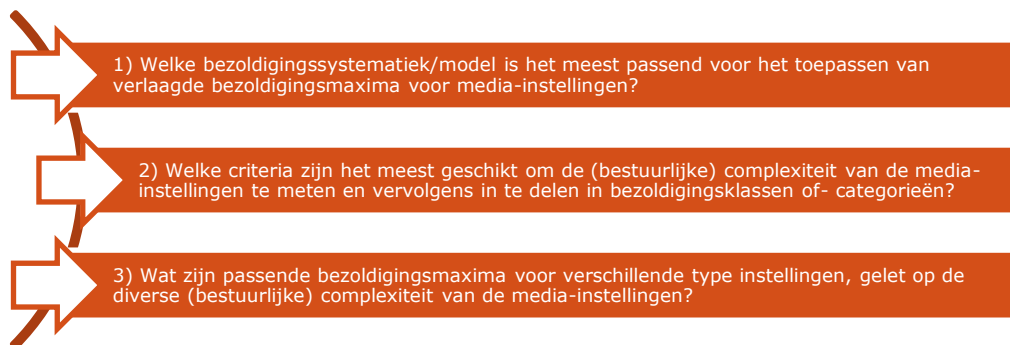 1) Welke bezoldigingssystematiek/model is het meest passend voor het toepassen van
verlaagde bezoldigingsmaxima voor media-instellingen?
2) Welke criteria zijn het meest geschikt om de (bestuurlijke) complexiteit van de media-
instellingen te meten en vervolgens in te delen in bezoldigingsklassen of- categorieën?
3) Wat zijn passende bezoldigingsmaxima voor verschillende type instellingen, gelet op de
diverse (bestuurlijke) complexiteit van de media-instellingen?